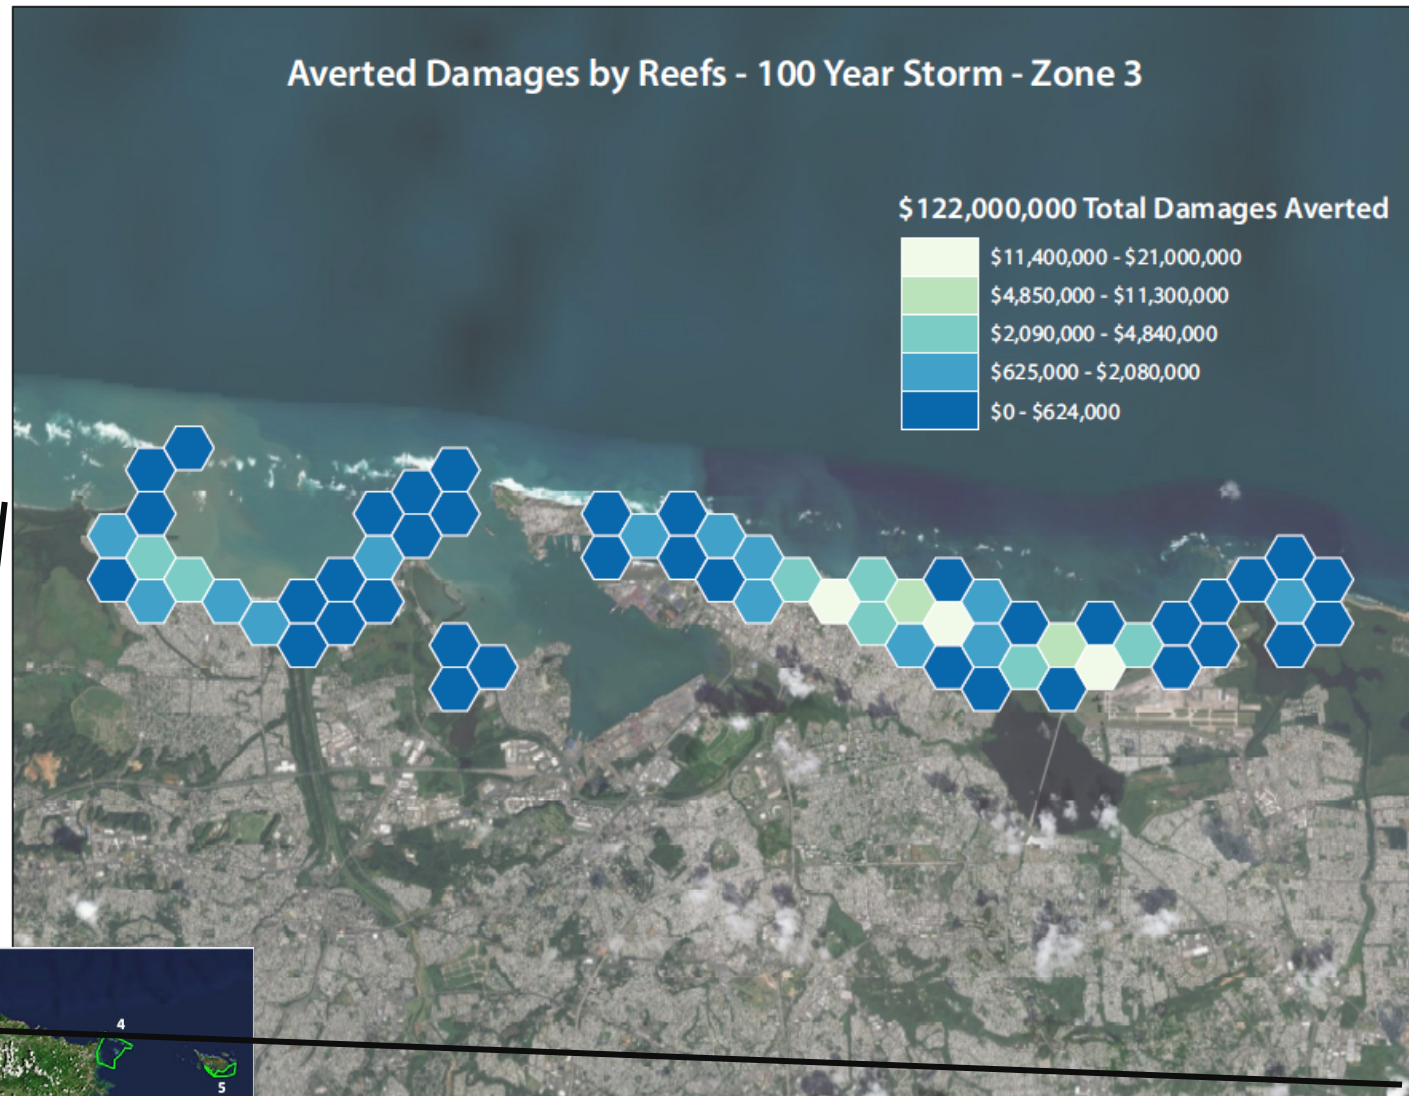 Averted Damages by Reefs - 100 Year Storm - Zone 3
$122,000,000 Total Damages Averted
$11,400,000 - $21,000,000
$4,850,000 - $11,300,000
$2,090,000 - $4,840,000
$625,000 - $2,080,000
$0 - $624,000
4
5